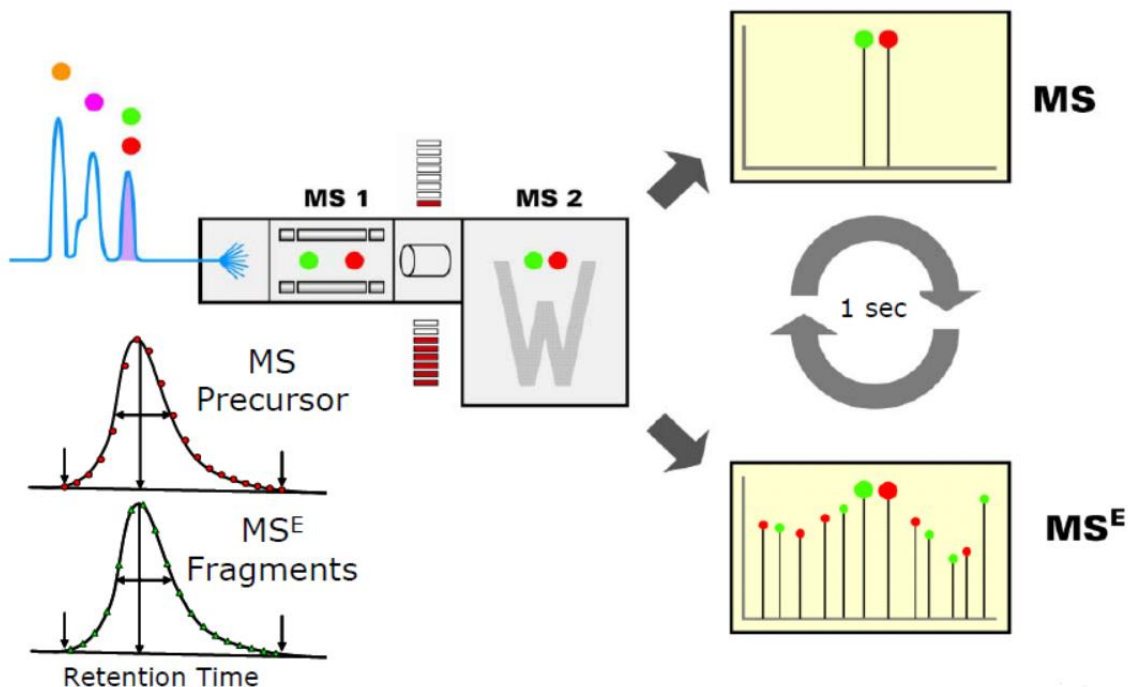 MS
MS 1
MS 2
1 sec
MS
Precursor
MSᴱ
Fragments
MSᴱ
Retention Time